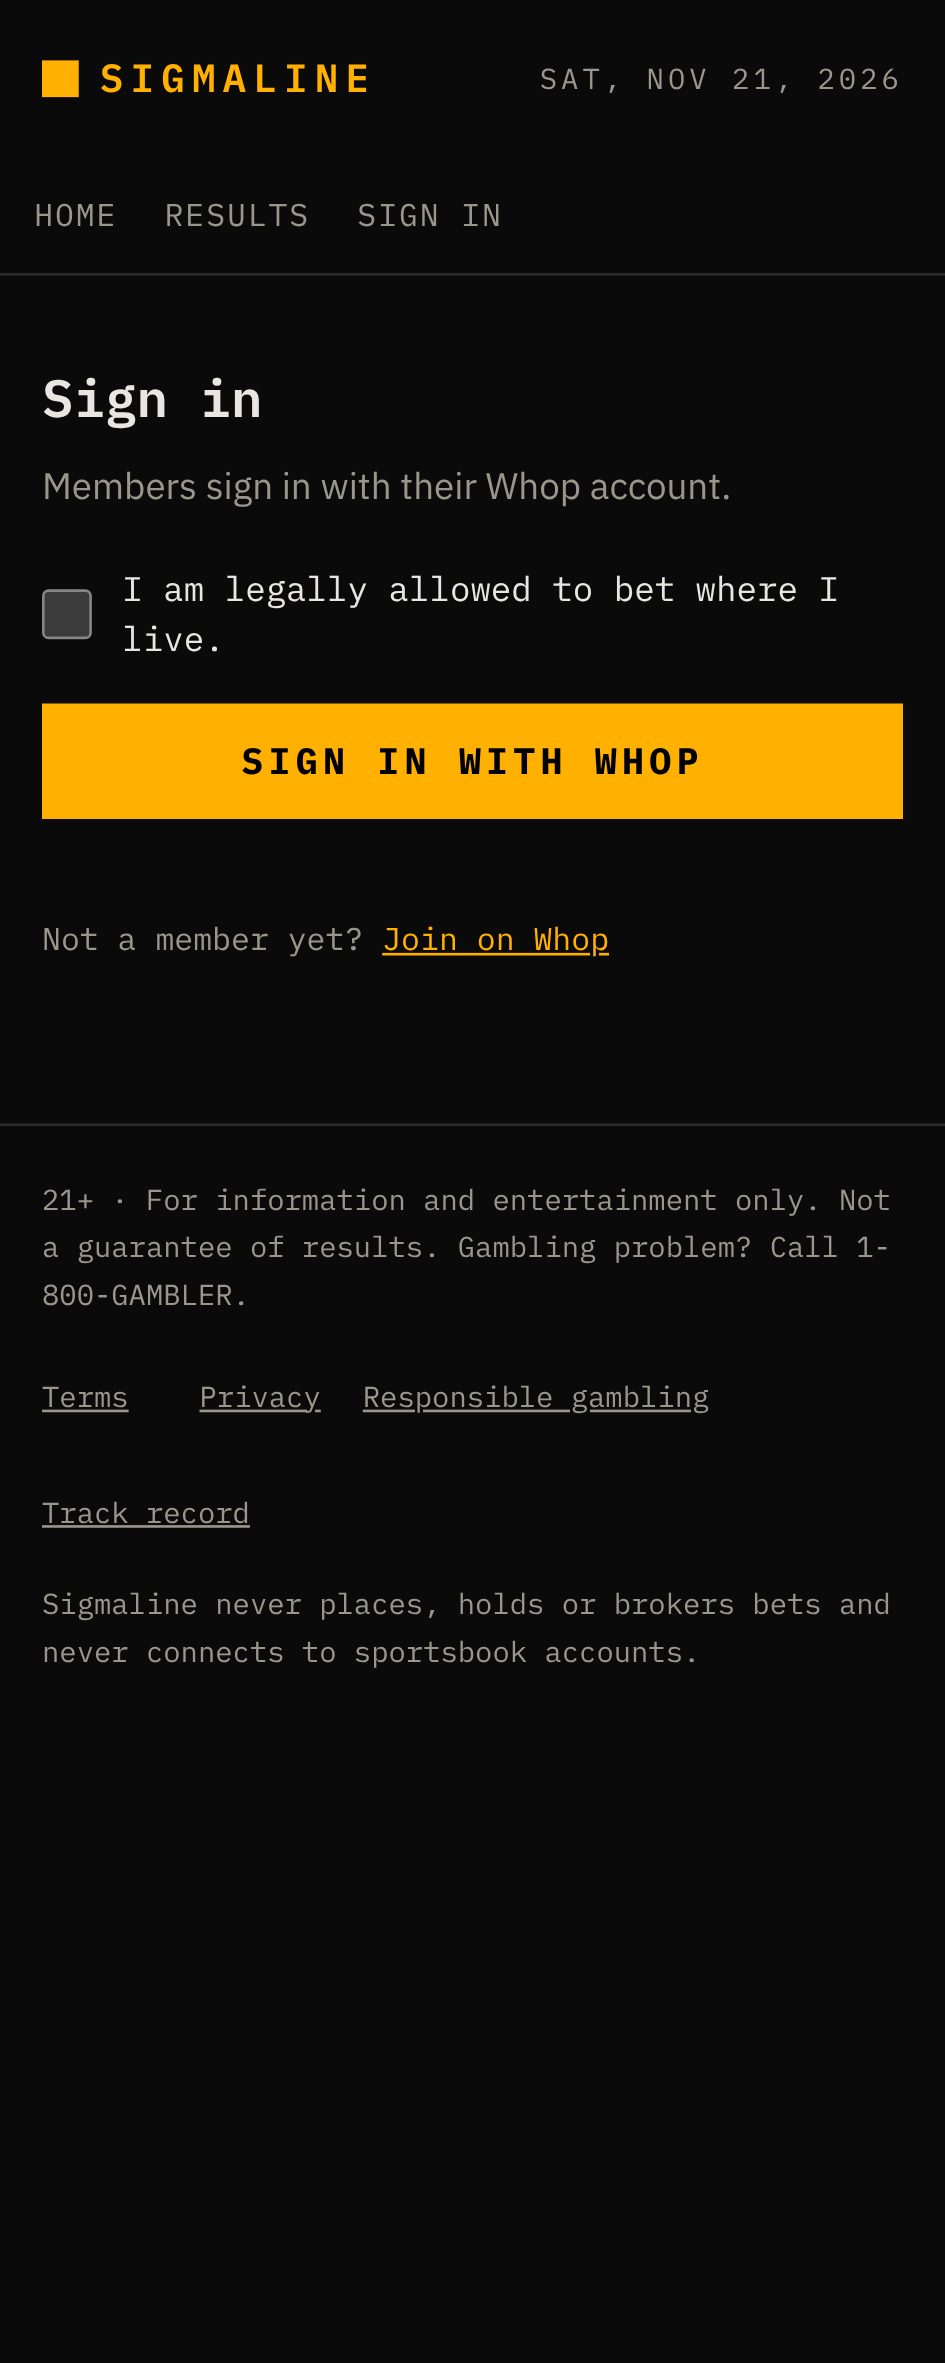 SIGMALINE
SAT, NOV 21, 2026
HOME RESULTS SIGN IN
Sign in
Members sign in with their Whop account.
I am legally allowed to bet where I
live.
SIGN IN WITH WHOP
Not a member yet? Join on Whop
21+ · For information and entertainment only. Not
a guarantee of results. Gambling problem? Call 1-
800-GAMBLER.
Terms Privacy Responsible gambling
Track record
Sigmaline never places, holds or brokers bets and
never connects to sportsbook accounts.